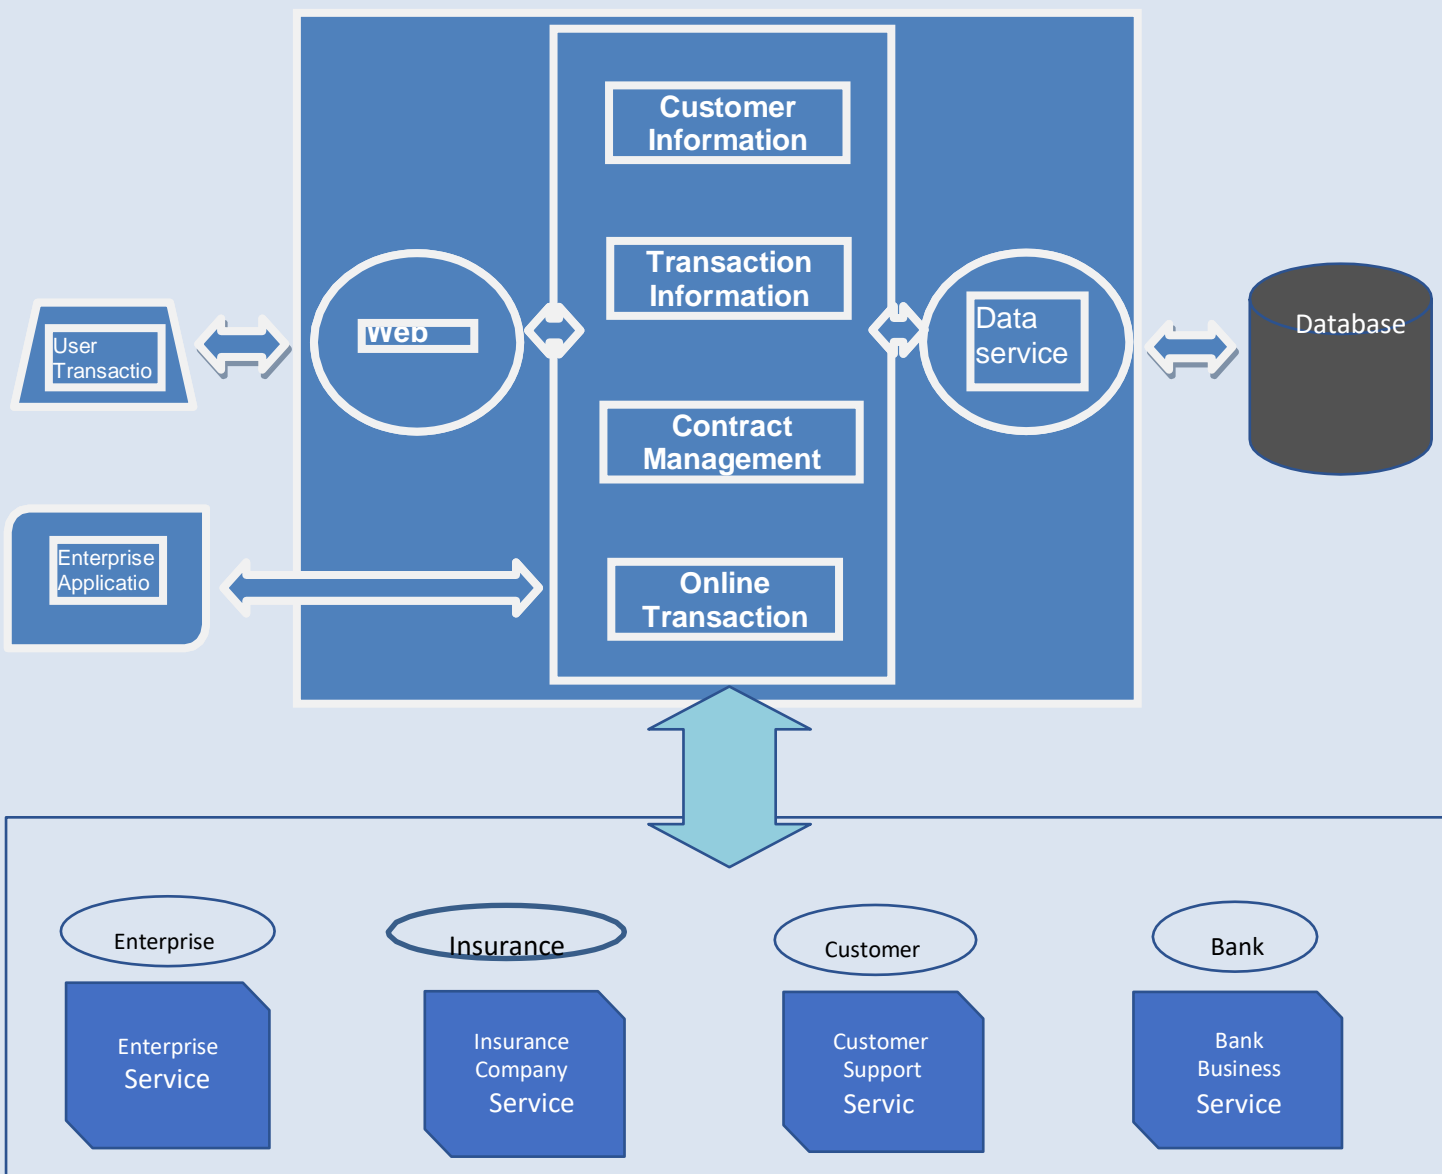 Customer
Information
Transaction
Information
Web
Data
service
Database
User
Transactio
Contract
Management
Enterprise
Applicatio
Online
Transaction
Enterprise
Insurance
Customer
Bank
Enterprise
Service
Insurance
Company
Service
Customer
Support
Servic
Bank
Business
Service